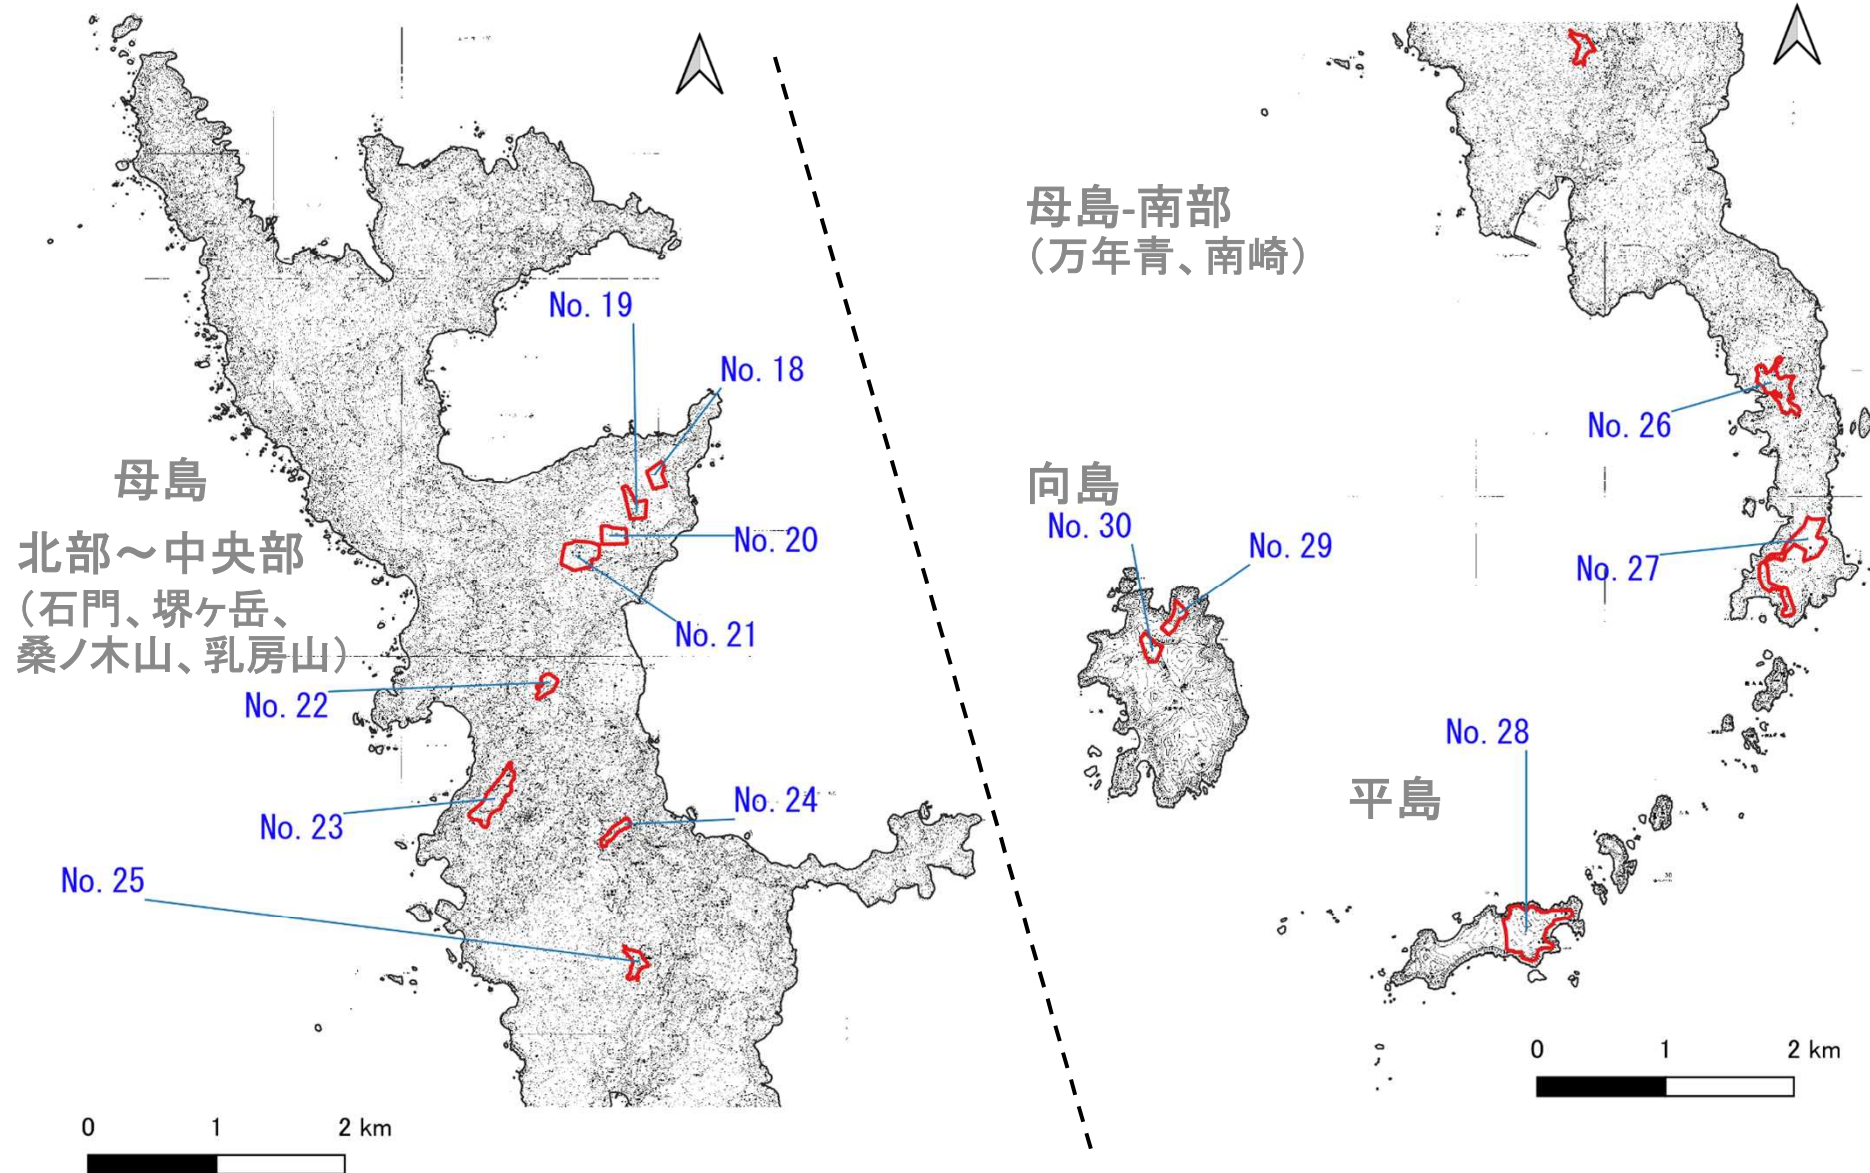 No. 19
No. 18
母島
北部～中央部
（石門、堺ヶ岳、
桑ノ木山、乳房山）
No. 20
No. 21
No. 22
No. 23
No. 24
No. 25
0 1 2 km
母島-南部
（万年青、南崎）
No. 26
向島
No. 30
No. 29
No. 27
No. 28
平島
0 1 2 km